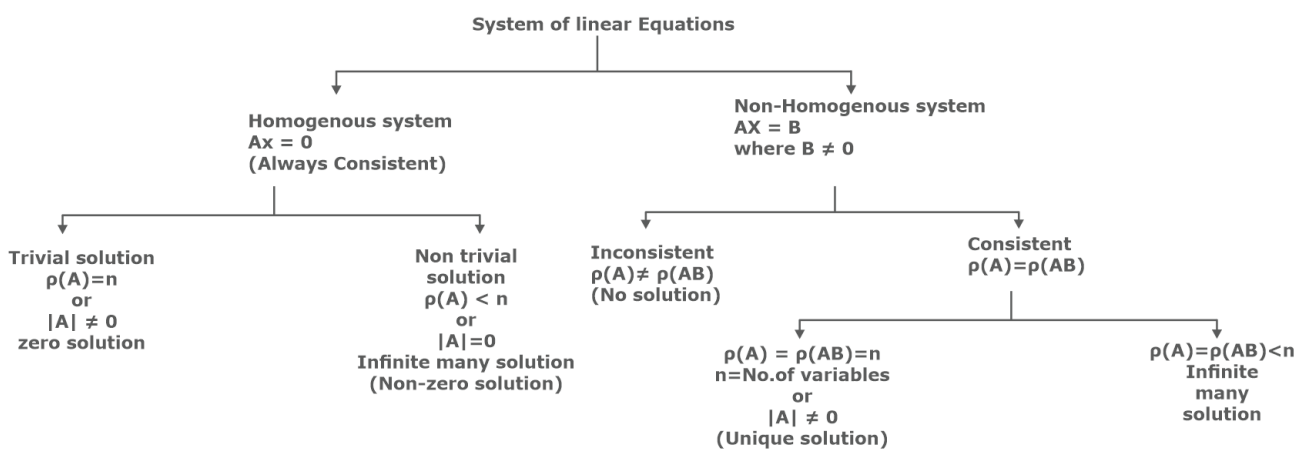 System of linear Equations
Homogenous system
Ax = 0
(Always Consistent)
Non-Homogenous system
AX = B
where B ≠ 0
Trivial solution
ρ(A)=n
or
|A| ≠ 0
zero solution
Non trivial
solution
ρ(A) < n
or
|A|=0
Infinite many solution
(Non-zero solution)
Inconsistent
ρ(A)≠ ρ(AB)
(No solution)
Consistent
ρ(A)=ρ(AB)
ρ(A) = ρ(AB)=n
n=No.of variables
or
|A| ≠ 0
(Unique solution)
ρ(A)=ρ(AB)<n
Infinite
many
solution